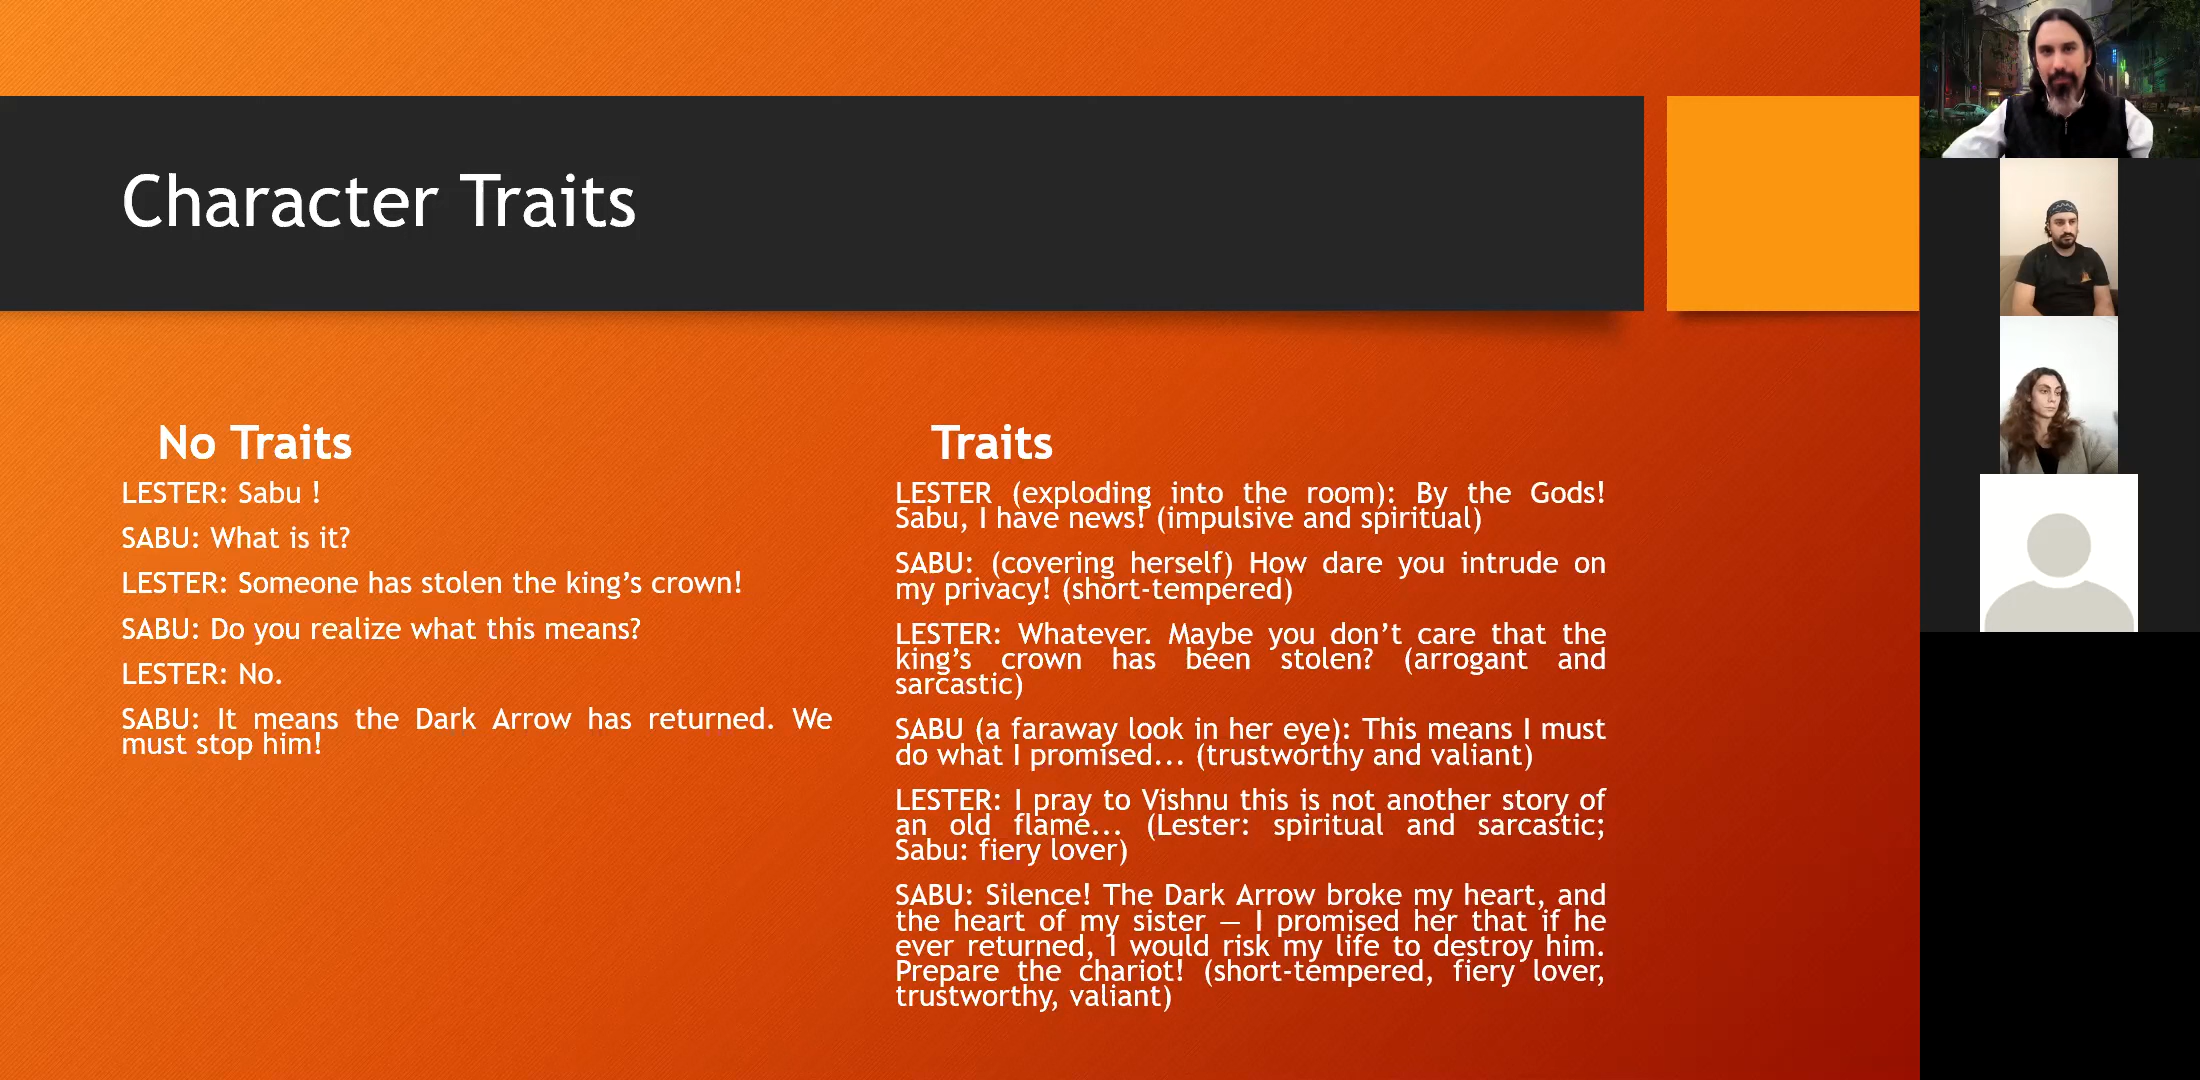 Character Traits
No Traits
LESTER: Sabu !
SABU: What is it?
LESTER: Someone has stolen the king’s crown!
SABU: Do you realize what this means?
LESTER: No.
SABU: It means the Dark Arrow has returned. We
must stop him!
Traits
LESTER (exploding into the room): By the Gods!
Sabu, I have news! (impulsive and spiritual)
SABU: (covering herself) How dare you intrude on
my privacy! (short-tempered)
LESTER: Whatever. Maybe you don’t care that the
king’s crown has been stolen? (arrogant and
sarcastic)
SABU (a faraway look in her eye): This means I must
do what I promised... (trustworthy and valiant)
LESTER: I pray to Vishnu this is not another story of
an old flame... (Lester: spiritual and sarcastic;
Sabu: fiery lover)
SABU: Silence! The Dark Arrow broke my heart, and
the heart of my sister — I promised her that if he
ever returned, I would risk my life to destroy him.
Prepare the chariot! (short-tempered, fiery lover,
trustworthy, valiant)